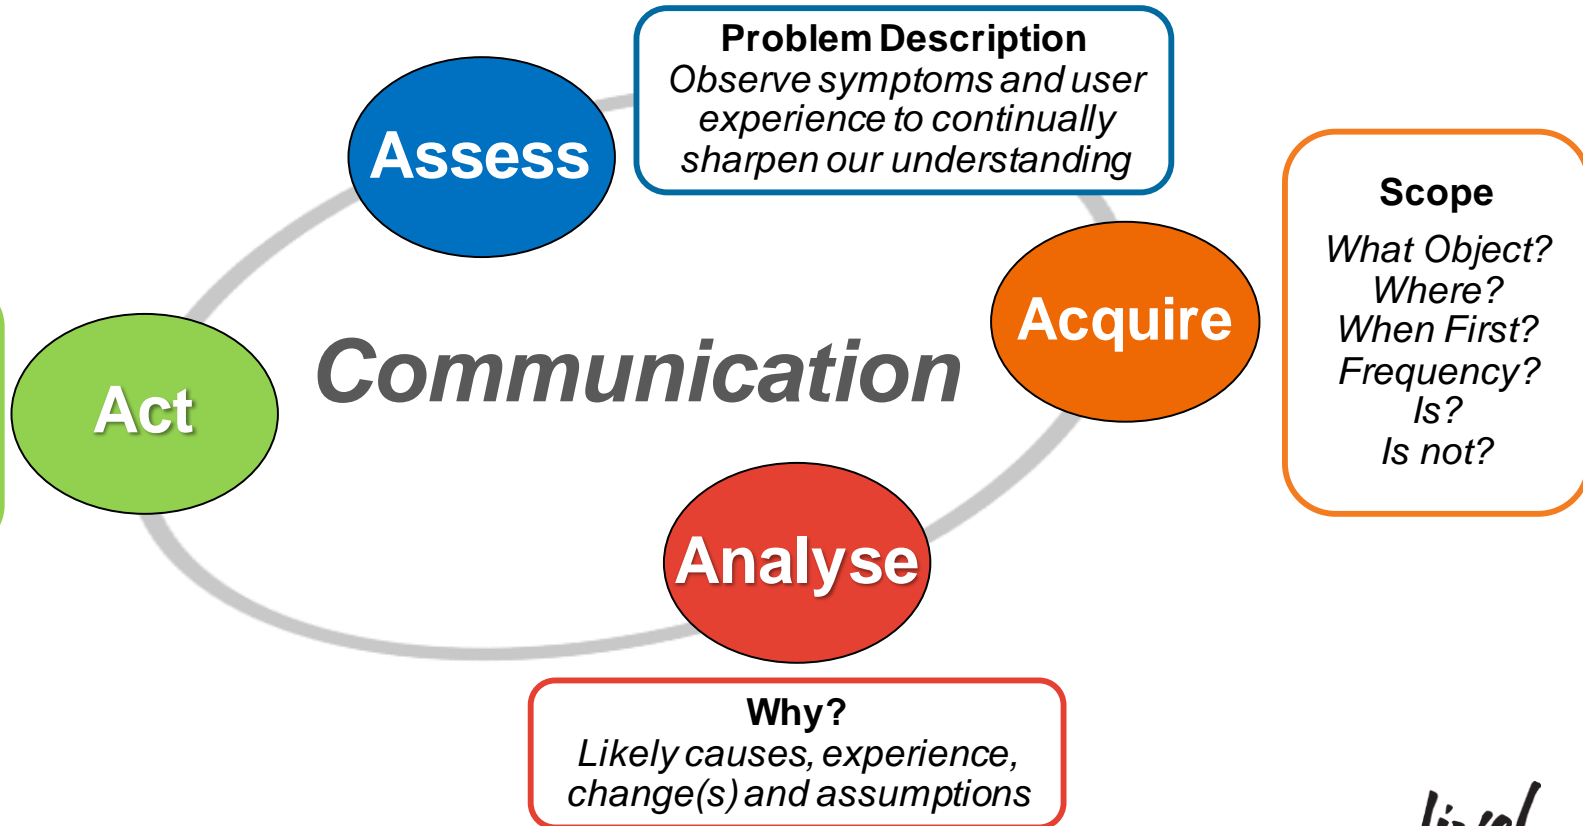 Problem Description
Observe symptoms and user
experience to continually
sharpen our understanding
Assess
Scope
What Object?
Where?
When First?
Frequency?
Is?
Is not?
Acquire
Communication
Act
Analyse
Why?
Likely causes, experience,
change(s) and assumptions